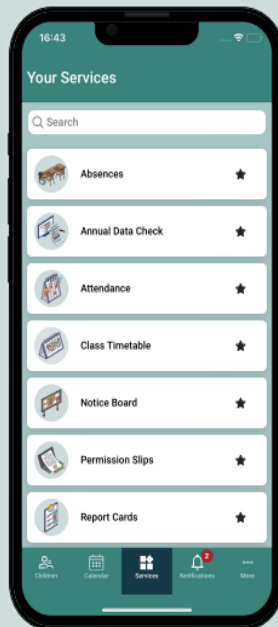 16:43
Your Services
Search
Absences
Annual Data Check
Attendance
Class Timetable
Notice Board
Permission Slips
Report Cards
2
Children Calendar Services Notifications More